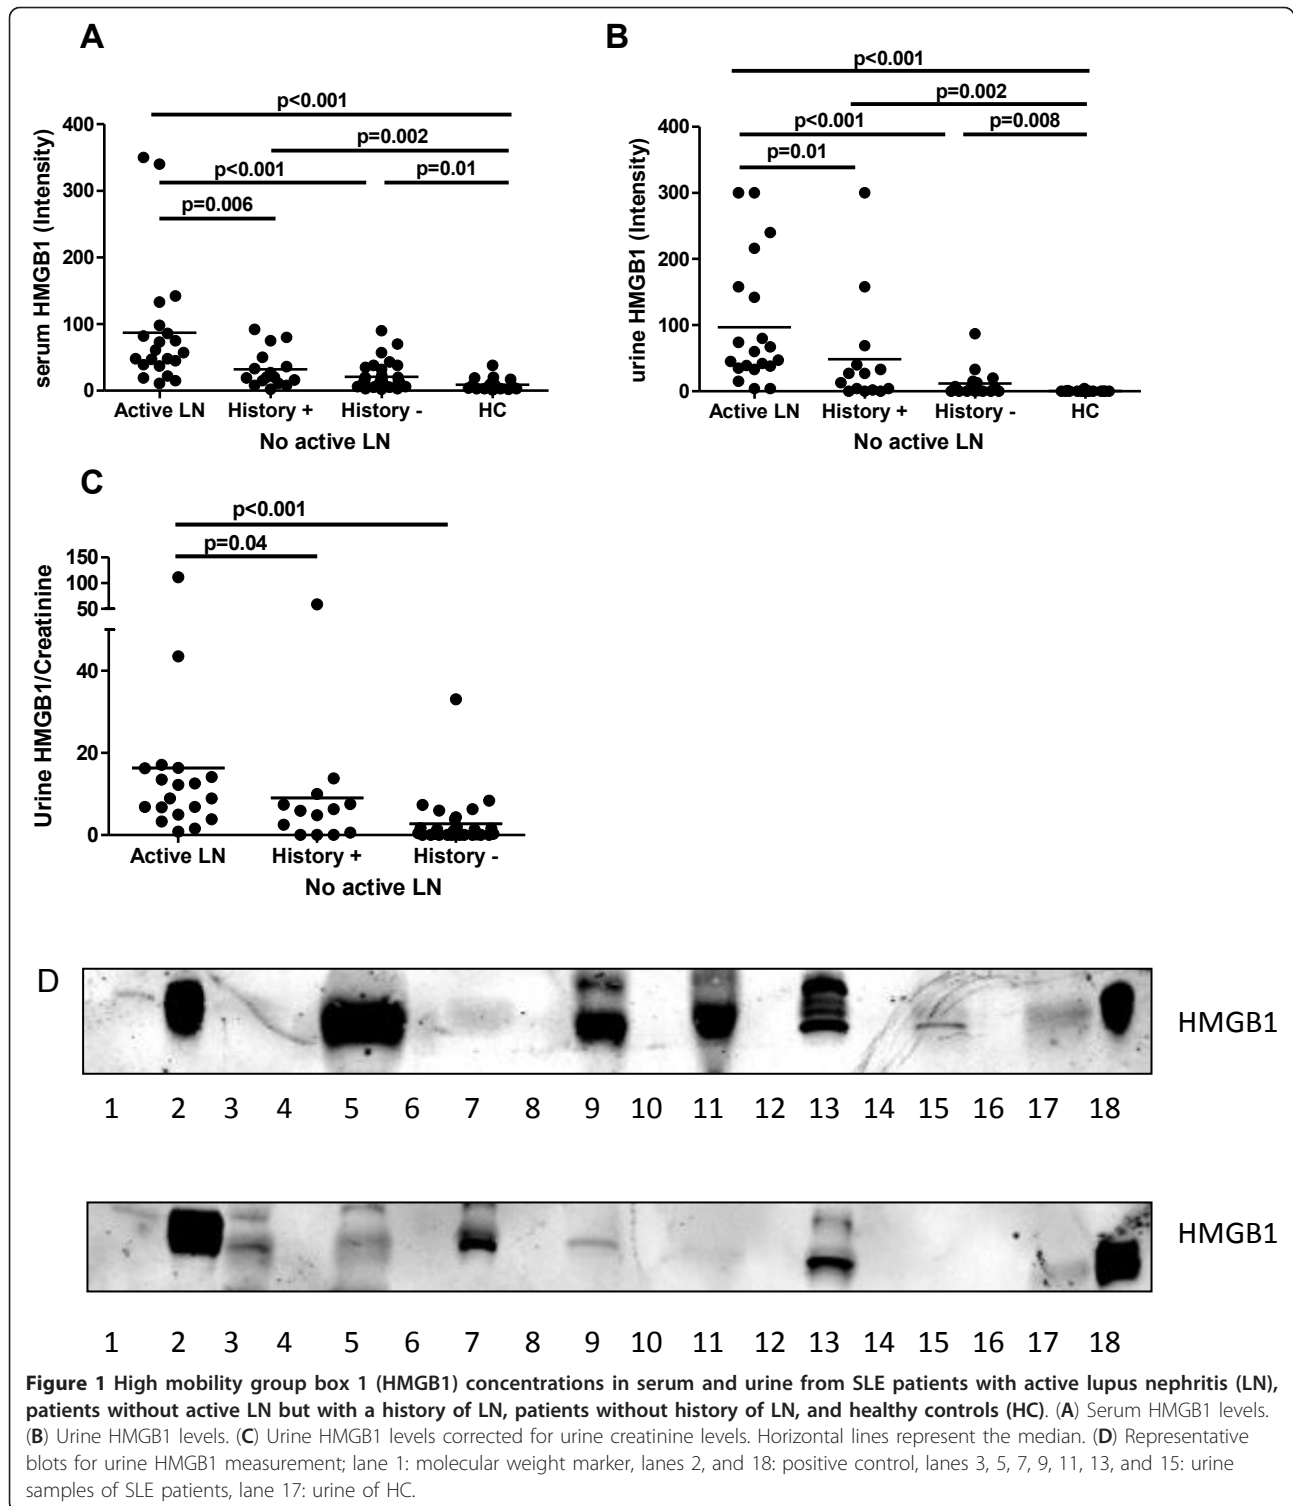 A
p<0.001
p=0.002
p<0.001
p=0.01
p=0.006
serum HMGB1 (Intensity)
400
300
200
100
0
Active LN History + History - HC
No active LN
B
p<0.001
p=0.002
p<0.001
p=0.008
p=0.01
urine HMGB1 (Intensity)
400
300
200
100
0
Active LN History + History - HC
No active LN
C
p<0.001
p=0.04
Urine HMGB1/Creatinine
150
100
50
40
20
0
Active LN History + History -
No active LN
D
HMGB1
1 2 3 4 5 6 7 8 9 10 11 12 13 14 15 16 17 18
HMGB1
1 2 3 4 5 6 7 8 9 10 11 12 13 14 15 16 17 18
Figure 1 High mobility group box 1 (HMGB1) concentrations in serum and urine from SLE patients with active lupus nephritis (LN),
patients without active LN but with a history of LN, patients without history of LN, and healthy controls (HC). (A) Serum HMGB1 levels.
(B) Urine HMGB1 levels. (C) Urine HMGB1 levels corrected for urine creatinine levels. Horizontal lines represent the median. (D) Representative
blots for urine HMGB1 measurement; lane 1: molecular weight marker, lanes 2, and 18: positive control, lanes 3, 5, 7, 9, 11, 13, and 15: urine
samples of SLE patients, lane 17: urine of HC.